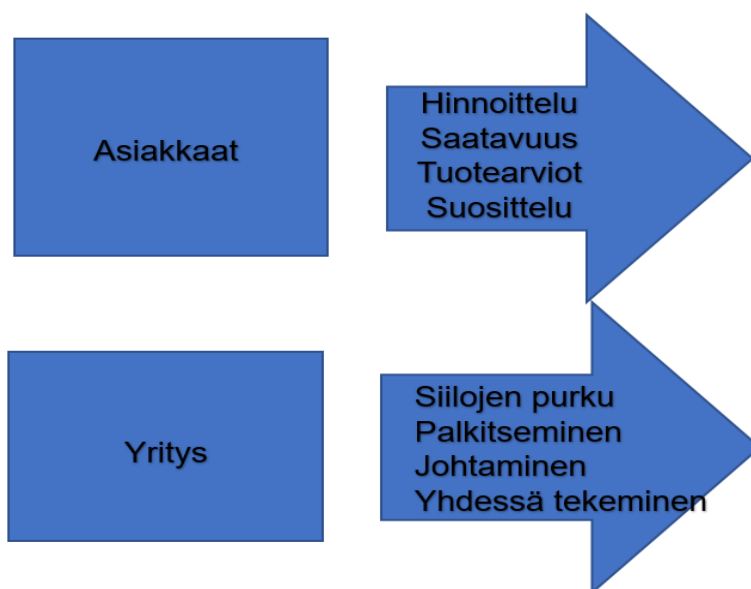 Asiakkaat
Hinnoittelu
Saatavuus
Tuotearviot
Suosittelu
Yritys
Siilojen purku
Palkitseminen
Johtaminen
Yhdessä tekeminen